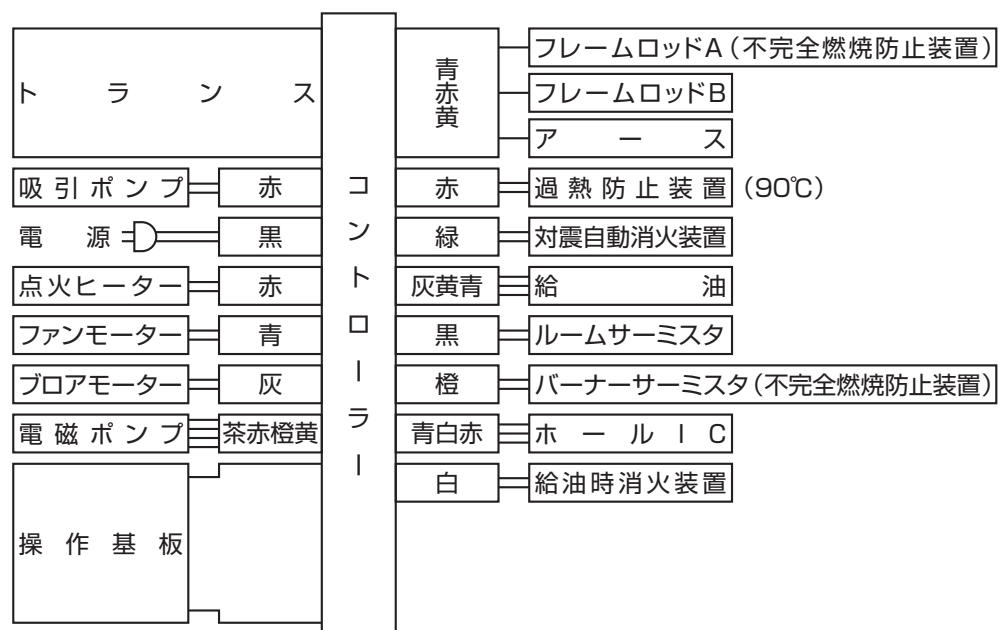 トランス
吸引ポンプ 赤
電源 黒
点火ヒーター 赤
ファンモーター 青
ブロアモーター 灰
電磁ポンプ 茶赤橙黄
操作基板
コントローラー
青赤黄
フレームロッドA（不完全燃焼防止装置）
フレームロッドB
アース
赤 過熱防止装置（90℃）
緑 対震自動消火装置
灰黄青 給油
黒 ルームサーミスタ
橙 バーナーサーミスタ（不完全燃焼防止装置）
青白赤 ホールIC
白 給油時消火装置